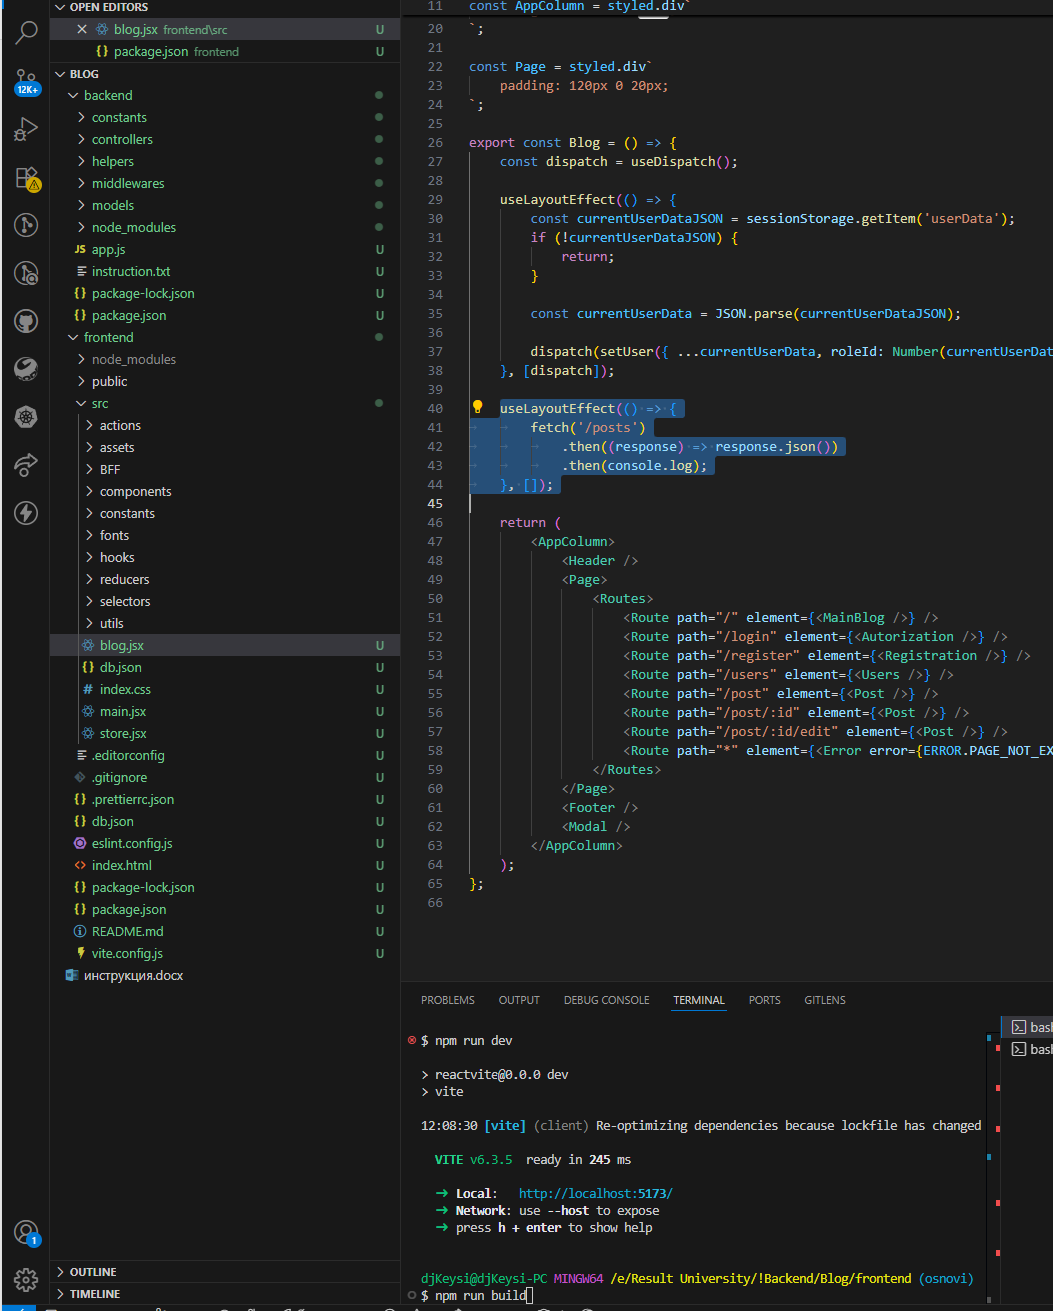 OPEN EDITORS
blog.jsx frontend\src U
package.json frontend
BLOG
backend
constants
controllers
helpers
middlewares
models
node_modules
app.js U
instruction.txt U
package-lock.json U
package.json U
frontend
node_modules
public
src
actions
assets
BFF
components
constants
fonts
hooks
reducers
selectors
utils
blog.jsx U
db.json U
index.css U
main.jsx U
store.jsx U
.editorconfig U
.gitignore U
.prettierrc.json U
db.json U
eslint.config.js U
index.html U
package-lock.json U
package.json U
README.md U
vite.config.js U
инструкция.docx
OUTLINE
TIMELINE
12K+
1
11 const AppColumn = styled.div`
20 `;
21
22 const Page = styled.div`
23 padding: 120px 0 20px;
24 `;
25
26 export const Blog = () => {
27 const dispatch = useDispatch();
28
29 useLayoutEffect(() => {
30 const currentUserDataJSON = sessionStorage.getItem('userData');
31 if (!currentUserDataJSON) {
32 return;
33 }
34
35 const currentUserData = JSON.parse(currentUserDataJSON);
36
37 dispatch(setUser({ ...currentUserData, roleId: Number(currentUserDat
38 }, [dispatch]);
39
40 useLayoutEffect(() => {
41 fetch('/posts')
42 .then((response) => response.json())
43 .then(console.log);
44 }, []);
45
46 return (
47 <AppColumn>
48 <Header />
49 <Page>
50 <Routes>
51 <Route path="/" element={<MainBlog />} />
52 <Route path="/login" element={<Autorization />} />
53 <Route path="/register" element={<Registration />} />
54 <Route path="/users" element={<Users />} />
55 <Route path="/post" element={<Post />} />
56 <Route path="/post/:id" element={<Post />} />
57 <Route path="/post/:id/edit" element={<Post />} />
58 <Route path="*" element={<Error error={ERROR.PAGE_NOT_EX
59 </Routes>
60 </Page>
61 <Footer />
62 <Modal />
63 </AppColumn>
64 );
65 };
66
PROBLEMS OUTPUT DEBUG CONSOLE TERMINAL PORTS GITLENS
$ npm run dev
> reactvite@0.0.0 dev
> vite
12:08:30 [vite] (client) Re-optimizing dependencies because lockfile has changed
VITE v6.3.5 ready in 245 ms
➜ Local: http://localhost:5173/
➜ Network: use --host to expose
➜ press h + enter to show help
djKeysi@djKeysi-PC MINGW64 /e/Result University/!Backend/Blog/frontend (osnovi)
$ npm run build
bash
bash